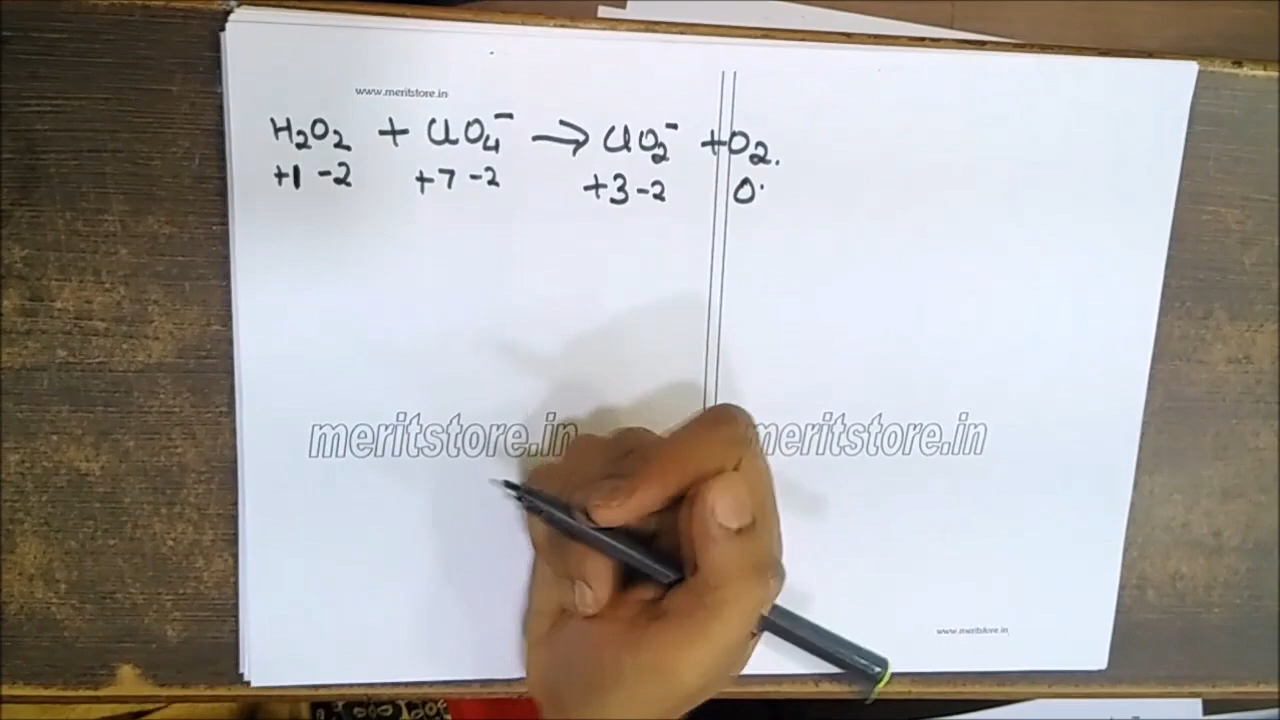 www.meritstore.in
H₂O₂ + ClO₄⁻ → ClO₂⁻ + O₂.
+1 -2 +7 -2 +3 -2 0.
meritstore.in meritstore.in
www.meritstore.in